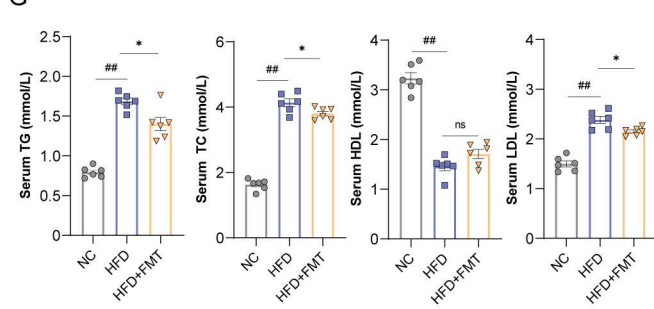 G
Serum TG (mmol/L)
2.5
2.0
1.5
1.0
0.5
0
##
*
NC
HFD
HFD+FMT
Serum TC (mmol/L)
6
4
2
0
##
*
NC
HFD
HFD+FMT
Serum HDL (mmol/L)
4
3
2
1
0
##
ns
NC
HFD
HFD+FMT
Serum LDL (mmol/L)
4
3
2
1
0
##
*
NC
HFD
HFD+FMT